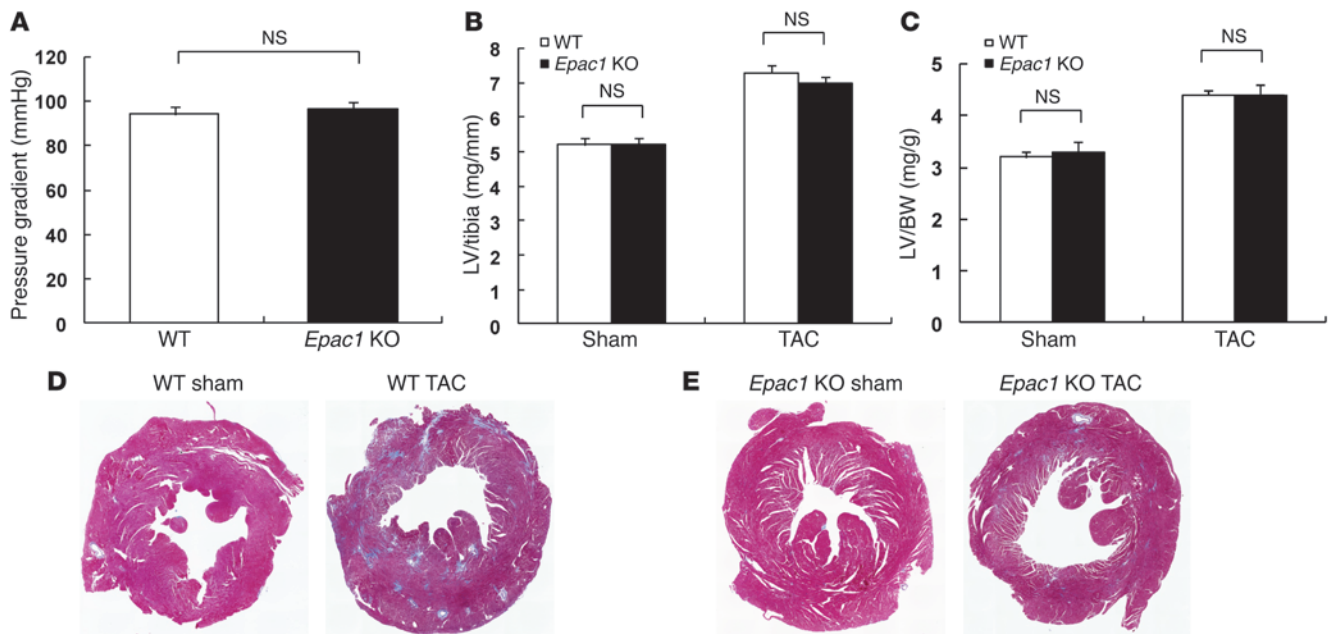 A
NS
Pressure gradient (mmHg)
120
100
80
60
40
20
0
WT
Epac1 KO
B
WT
Epac1 KO
NS
NS
LV/tibia (mg/mm)
8
7
6
5
4
3
2
1
0
Sham
TAC
C
WT
Epac1 KO
NS
NS
LV/BW (mg/g)
5
4
3
2
1
0
Sham
TAC
D
WT sham
WT TAC
E
Epac1 KO sham
Epac1 KO TAC